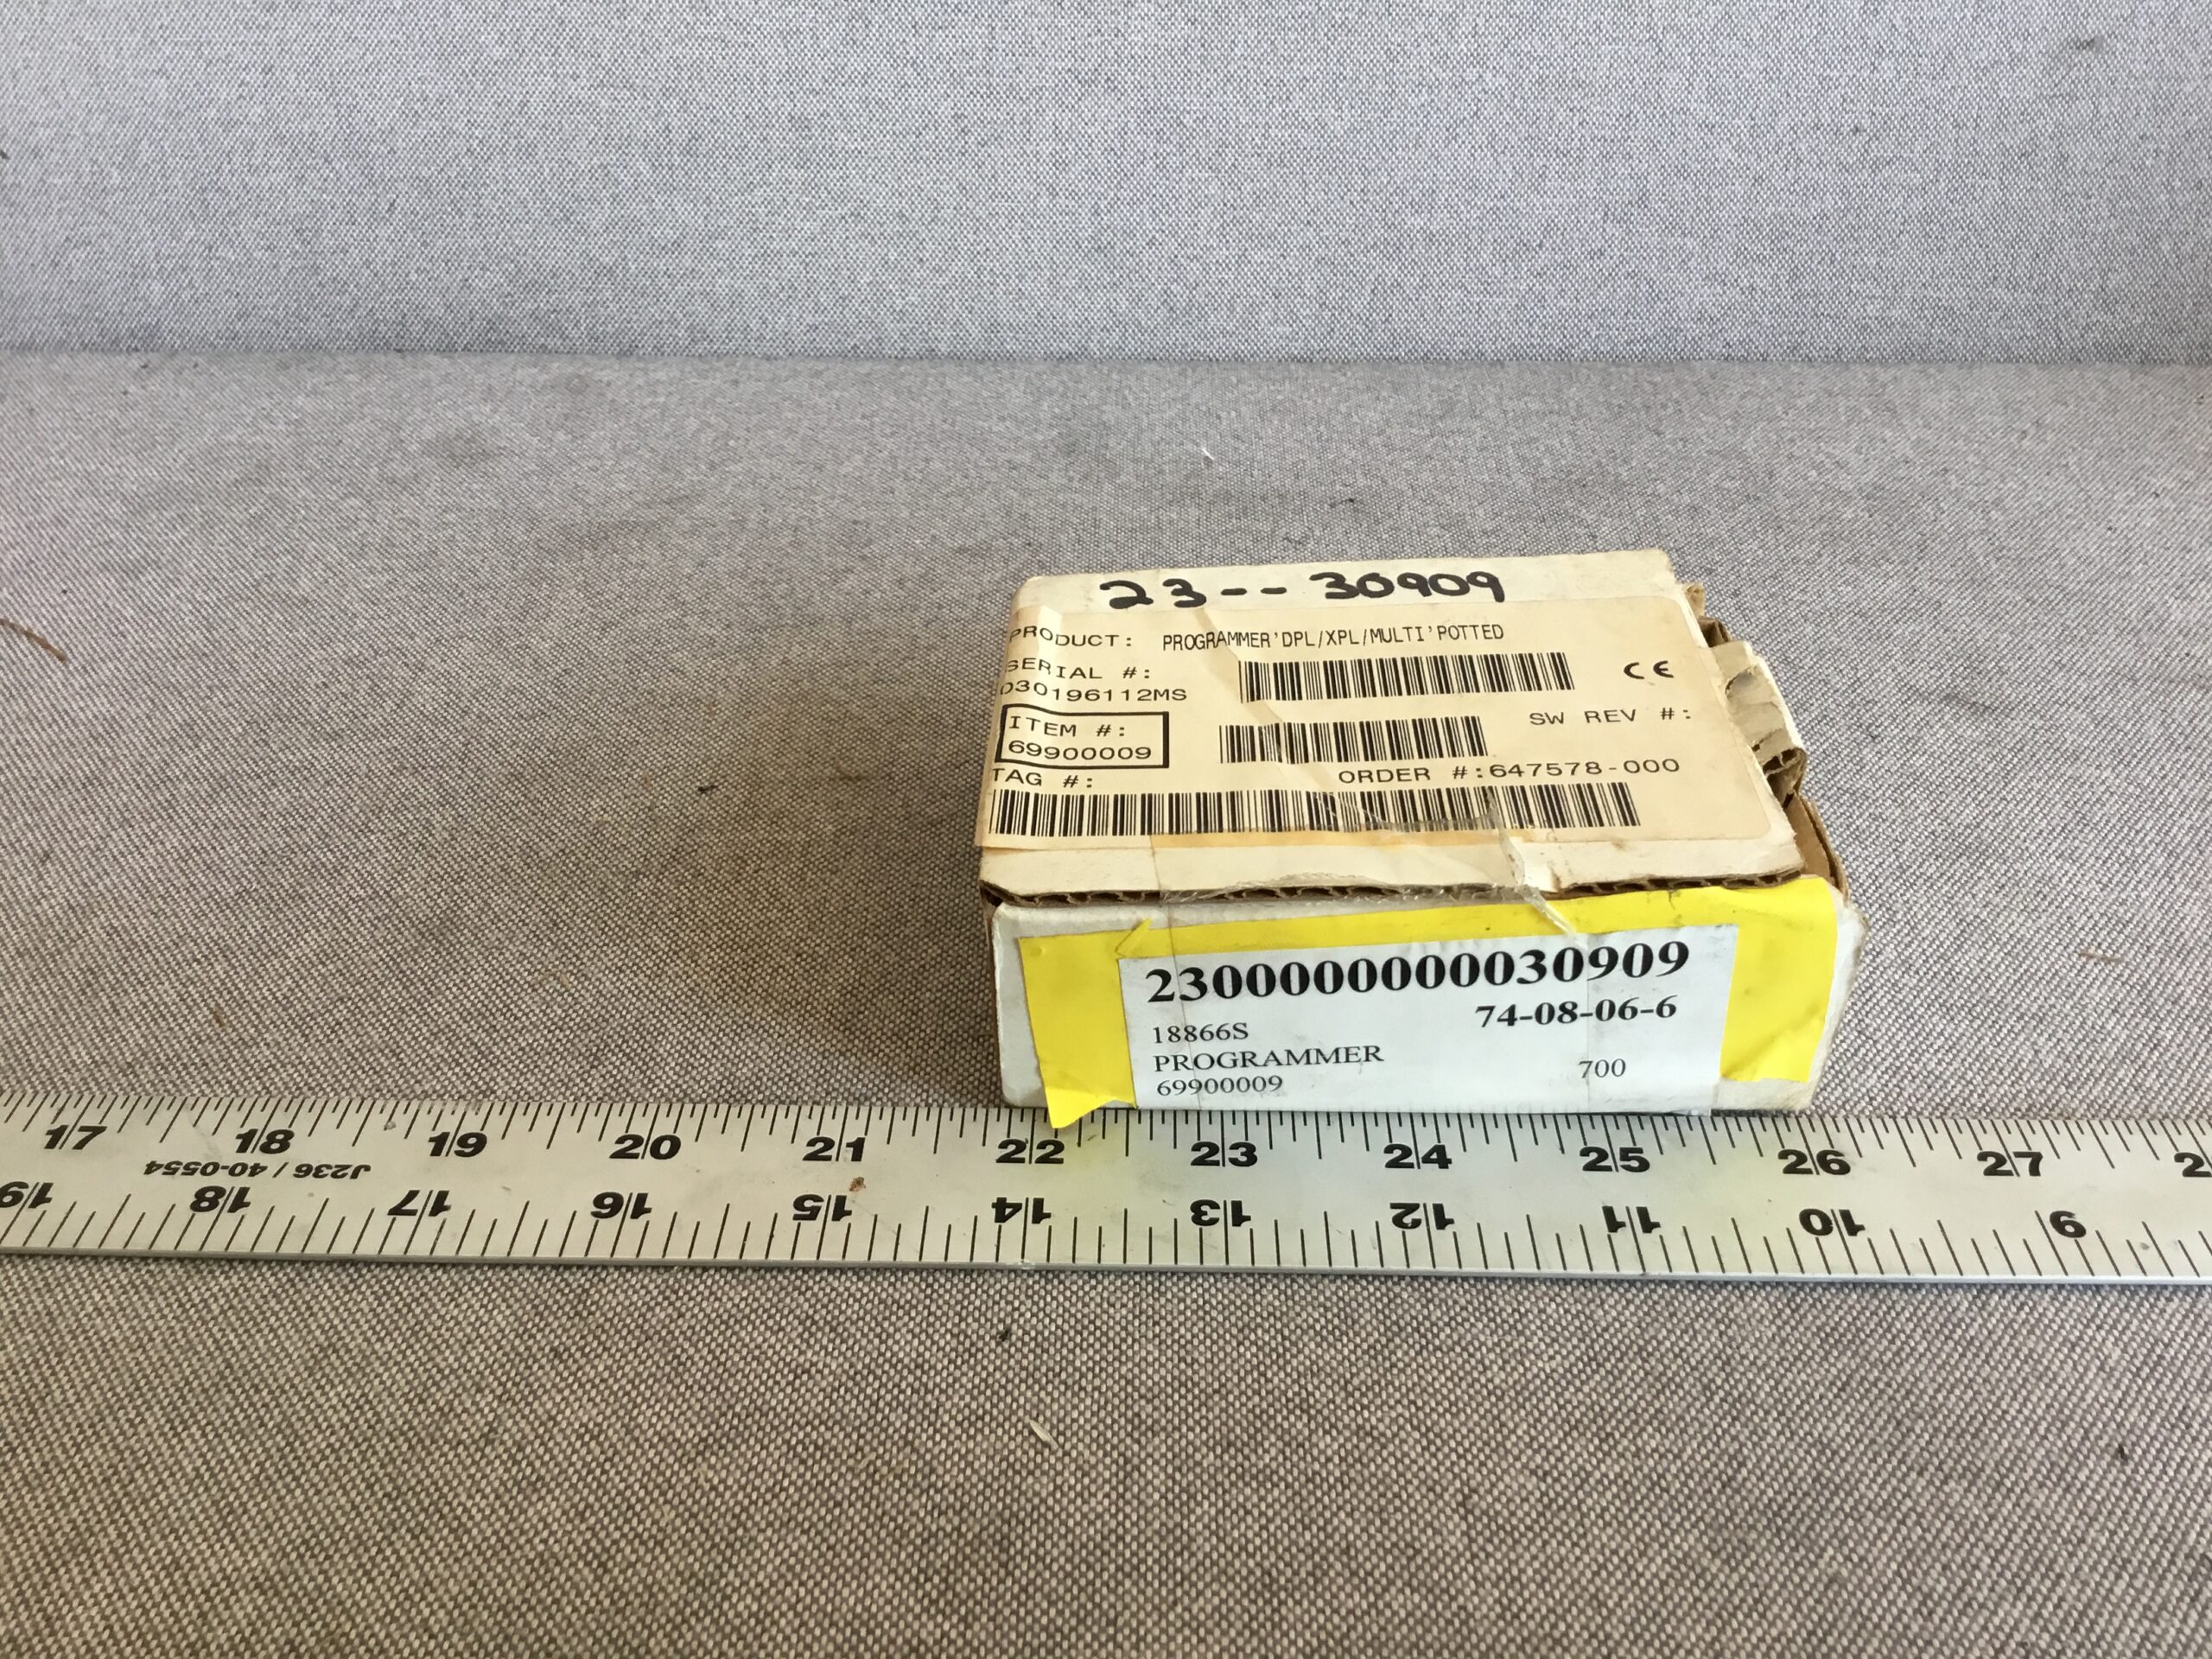 23-- 30909
PRODUCT: PROGRAMMER'DPL/XPL/MULTI'POTTED
SERIAL #:
030196112MS
CE
ITEM #:
69900009
SW REV #:
TAG #:
ORDER #:647578-000
2300000000030909
74-08-06-6
18866S
PROGRAMMER
69900009
700
17 18 19 20 21 22 23 24 25 26 27 2
J236 / 40-0554
19 18 17 16 15 14 13 12 11 10 9